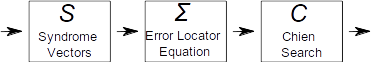 S
Syndrome
Vectors
Σ
Error Locator
Equation
C
Chien
Search